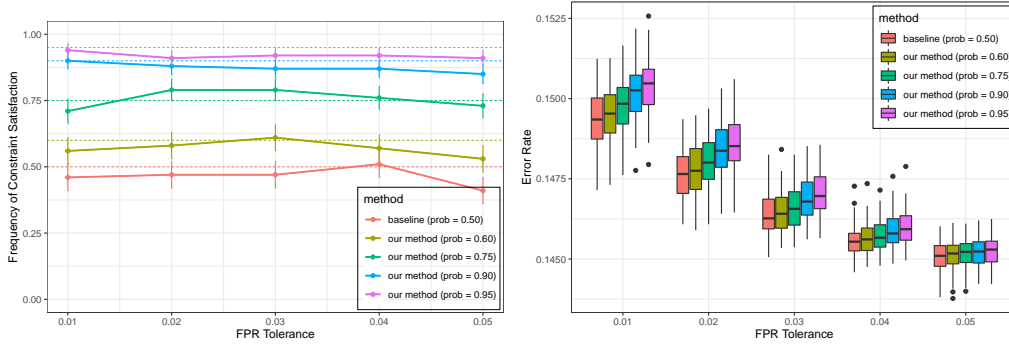 Frequency of Constraint Satisfaction
1.00
0.75
0.50
0.25
0.00
method
baseline (prob = 0.50)
our method (prob = 0.60)
our method (prob = 0.75)
our method (prob = 0.90)
our method (prob = 0.95)
0.01 0.02 0.03 0.04 0.05
FPR Tolerance
Error Rate
0.1525
0.1500
0.1475
0.1450
method
baseline (prob = 0.50)
our method (prob = 0.60)
our method (prob = 0.75)
our method (prob = 0.90)
our method (prob = 0.95)
0.01 0.02 0.03 0.04 0.05
FPR Tolerance